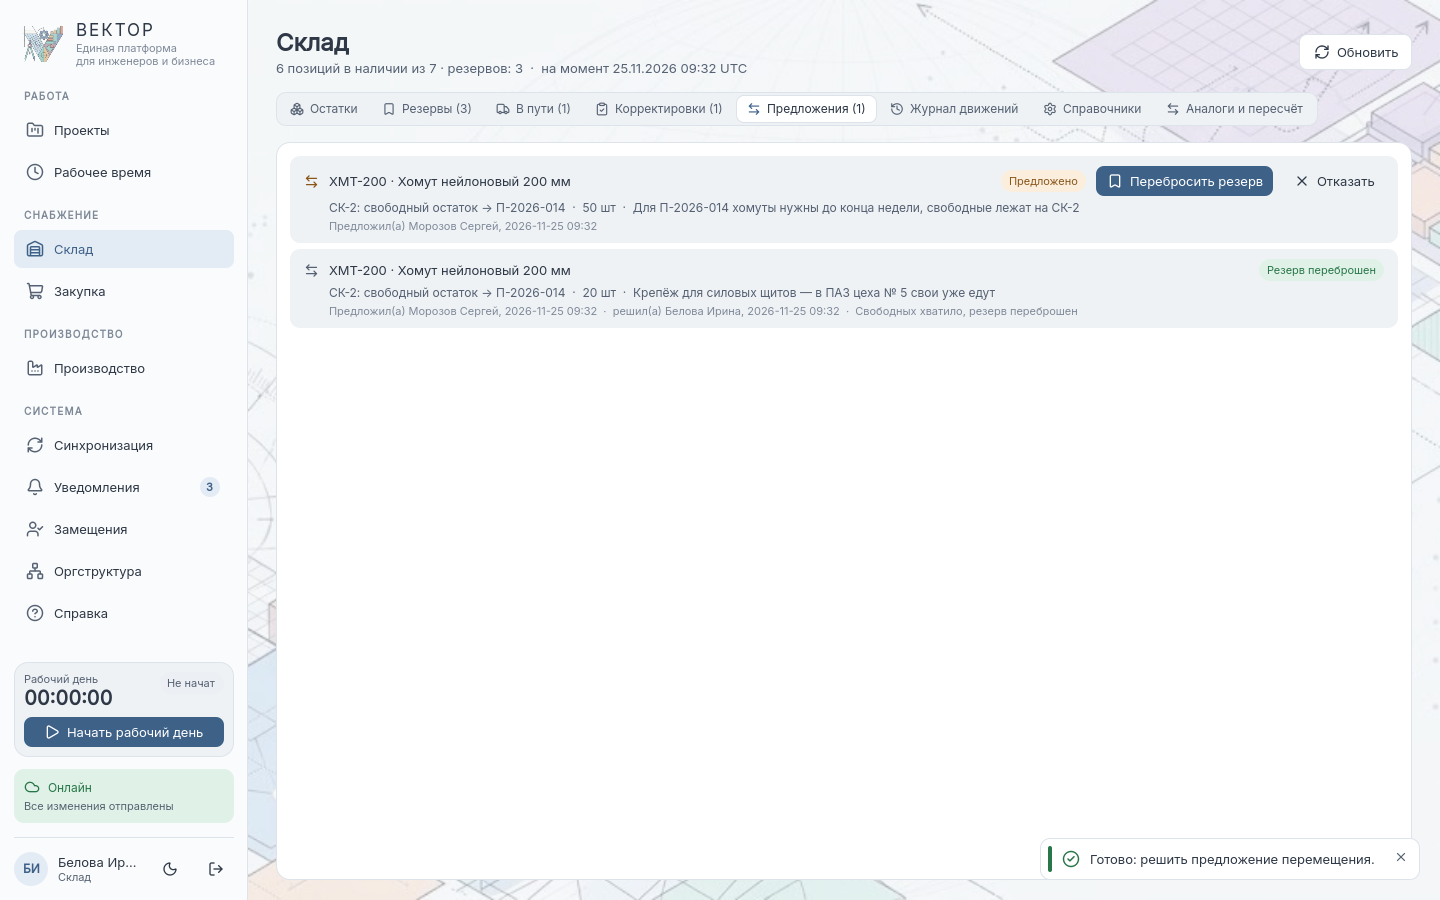 ВЕКТОР
Единая платформа
для инженеров и бизнеса
РАБОТА
Проекты
Рабочее время
СНАБЖЕНИЕ
Склад
Закупка
ПРОИЗВОДСТВО
Производство
СИСТЕМА
Синхронизация
Уведомления 3
Замещения
Оргструктура
Справка
Рабочий день Не начат
00:00:00
Начать рабочий день
Онлайн
Все изменения отправлены
БИ Белова Ир...
Склад
Склад
6 позиций в наличии из 7 · резервов: 3 · на момент 25.11.2026 09:32 UTC
Обновить
Остатки Резервы (3) В пути (1) Корректировки (1) Предложения (1) Журнал движений Справочники Аналоги и пересчёт
ХМТ-200 · Хомут нейлоновый 200 мм Предложено Перебросить резерв Отказать
СК-2: свободный остаток → П-2026-014 · 50 шт · Для П-2026-014 хомуты нужны до конца недели, свободные лежат на СК-2
Предложил(а) Морозов Сергей, 2026-11-25 09:32
ХМТ-200 · Хомут нейлоновый 200 мм Резерв переброшен
СК-2: свободный остаток → П-2026-014 · 20 шт · Крепёж для силовых щитов — в ПАЗ цеха № 5 свои уже едут
Предложил(а) Морозов Сергей, 2026-11-25 09:32 · решил(а) Белова Ирина, 2026-11-25 09:32 · Свободных хватило, резерв переброшен
Готово: решить предложение перемещения.